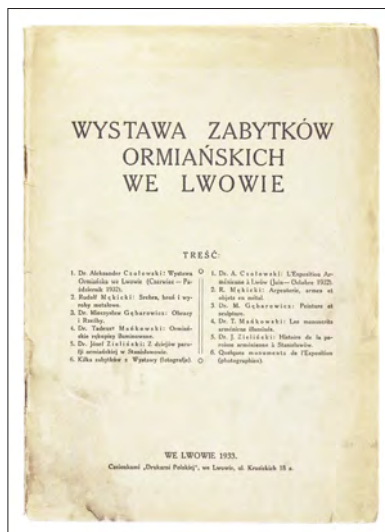 WYSTAWA ZABYTKÓW
ORMIAŃSKICH
WE LWOWIE
TREŚĆ:
1. Dr. Aleksander Czołowski: Wystawa
Ormiańska we Lwowie (Czerwiec — Pa-
ździernik 1932).
2. Rudolf Mękicki: Srebra, broń i wy-
roby metalowe.
3. Dr. Mieczysław Gębarowicz: Obrazy
i Rzeźby.
4. Dr. Tadeusz Mańkowski: Ormiań-
skie rękopisy iluminowane.
5. Dr. Józef Zieliński: Z dziejów para-
fji ormiańskiej w Stanisławowie.
6. Kilka zabytków z Wystawy (fotografje).
1. Dr. A. Czołowski: L'Exposition Ar-
ménienne à Lwów (Juin — Octobre 1932).
2. R. Mękicki: Argenterie, armes et
objets en métal.
3. Dr. M. Gębarowicz: Peinture et
sculpture.
4. Dr. T. Mańkowski: Les manuscrits
arméniens illuminés.
5. Dr. J. Zieliński: Histoire de la pa-
roisse arménienne à Stanisławów.
6. Quelques monuments de l'Exposition
(photographies).
WE LWOWIE 1933.
Czcionkami „Drukarni Polskiej", we Lwowie, ul.